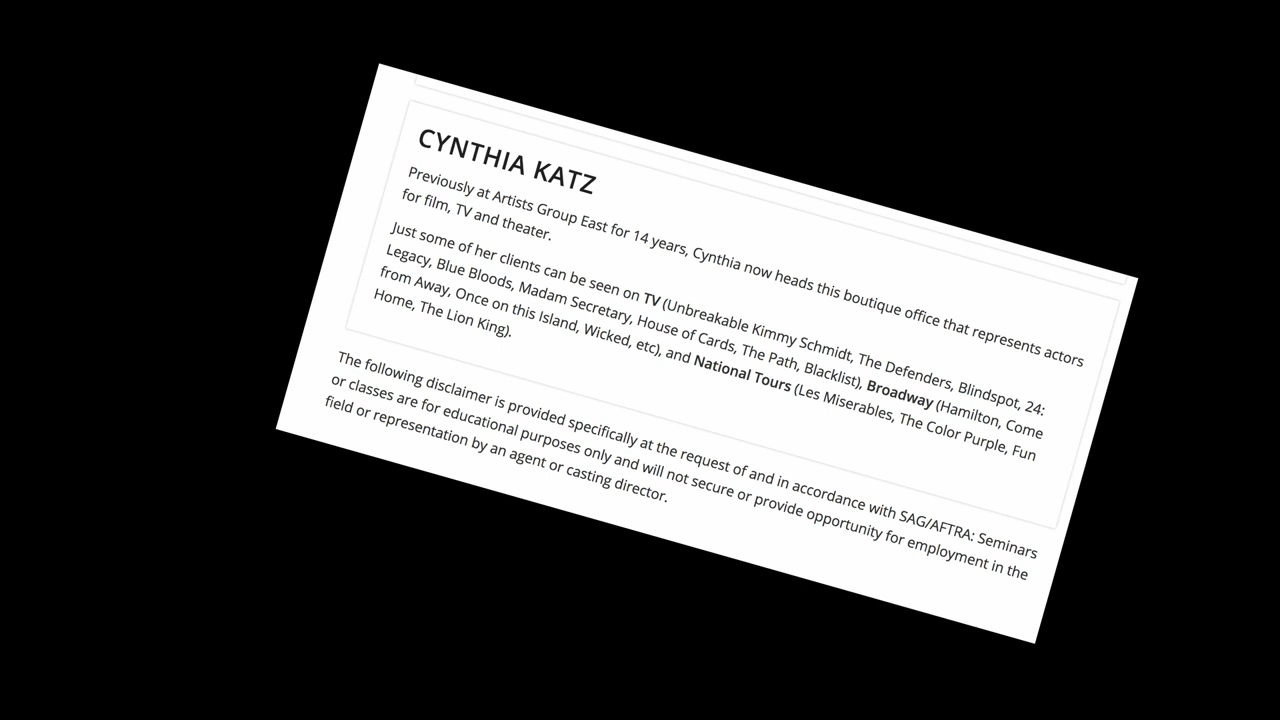 CYNTHIA KATZ
Previously at Artists Group East for 14 years, Cynthia now heads this boutique office that represents actors
for film, TV and theater.
Just some of her clients can be seen on TV (Unbreakable Kimmy Schmidt, The Defenders, Blindspot, 24:
Legacy, Blue Bloods, Madam Secretary, House of Cards, The Path, Blacklist), Broadway (Hamilton, Come
from Away, Once on this Island, Wicked, etc), and National Tours (Les Miserables, The Color Purple, Fun
Home, The Lion King).
The following disclaimer is provided specifically at the request of and in accordance with SAG/AFTRA: Seminars
or classes are for educational purposes only and will not secure or provide opportunity for employment in the
field or representation by an agent or casting director.